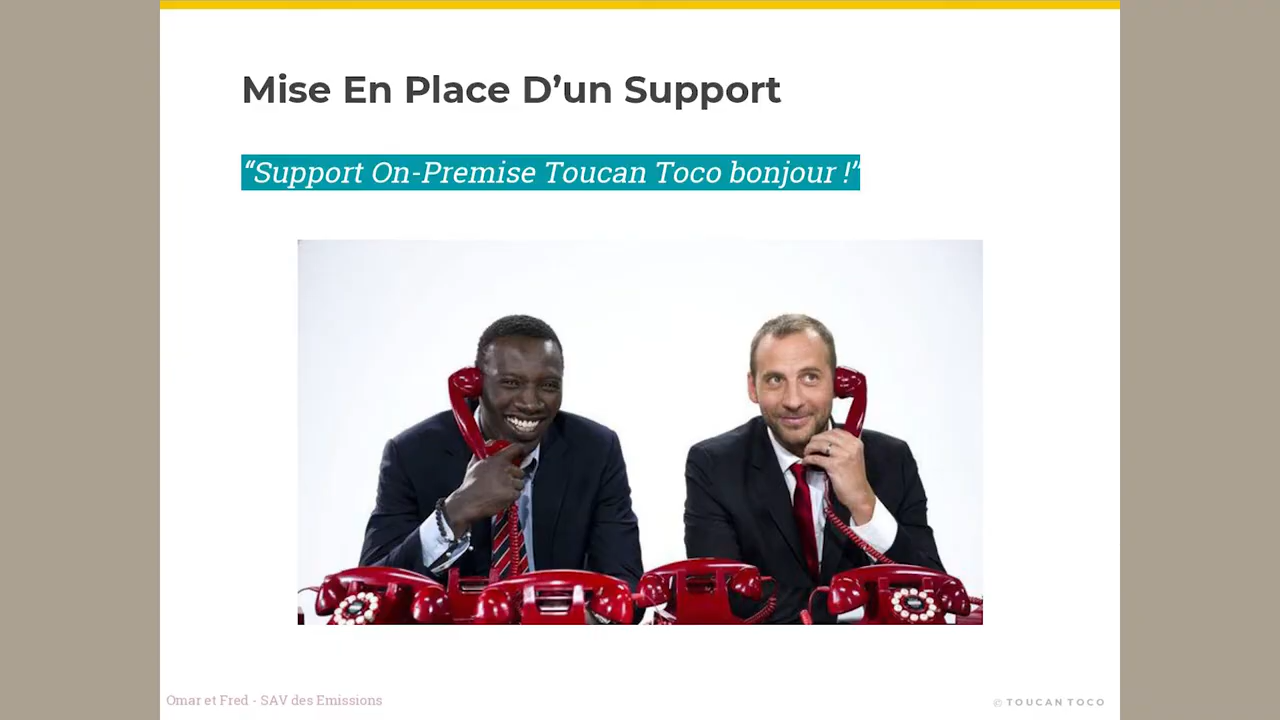 Mise En Place D’un Support
“Support On-Premise Toucan Toco bonjour !”
Omar et Fred - SAV des Emissions
© TOUCAN TOCO